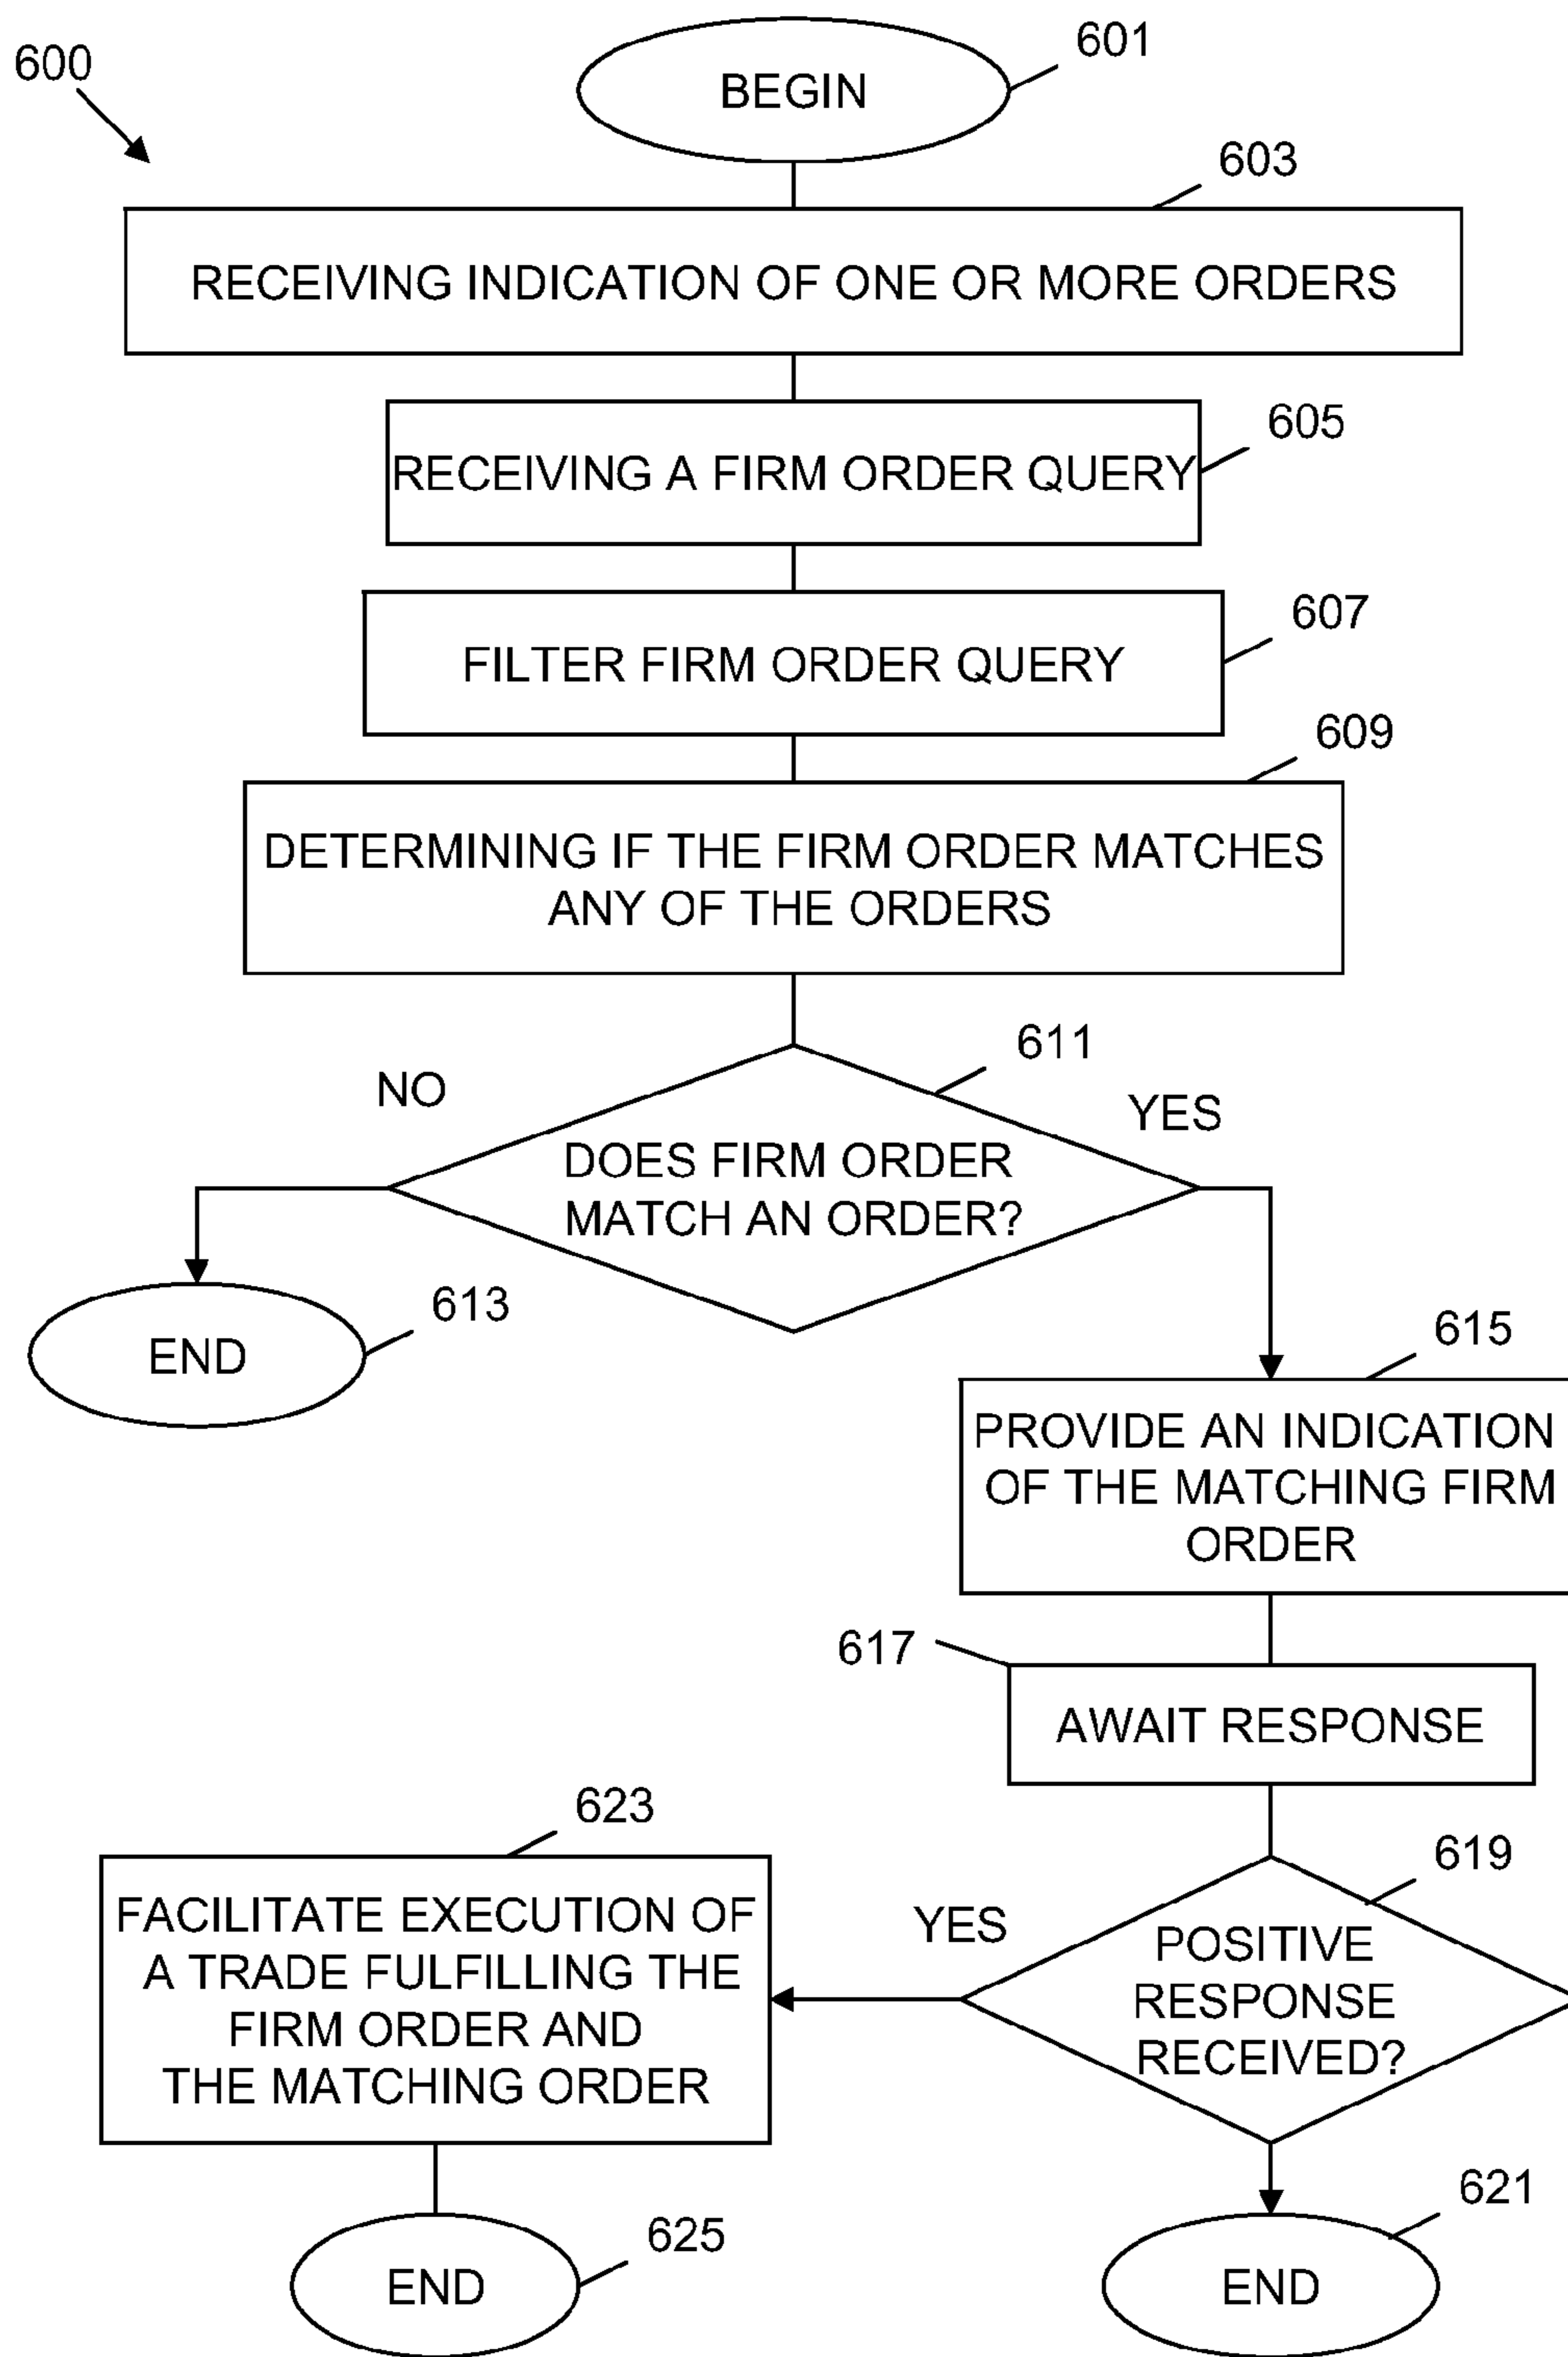 600
601
BEGIN
603
RECEIVING INDICATION OF ONE OR MORE ORDERS
605
RECEIVING A FIRM ORDER QUERY
607
FILTER FIRM ORDER QUERY
609
DETERMINING IF THE FIRM ORDER MATCHES
ANY OF THE ORDERS
611
NO
YES
DOES FIRM ORDER
MATCH AN ORDER?
613
END
615
PROVIDE AN INDICATION
OF THE MATCHING FIRM
ORDER
617
AWAIT RESPONSE
623
619
FACILITATE EXECUTION OF
A TRADE FULFILLING THE
FIRM ORDER AND
THE MATCHING ORDER
YES
POSITIVE
RESPONSE
RECEIVED?
621
625
END
END